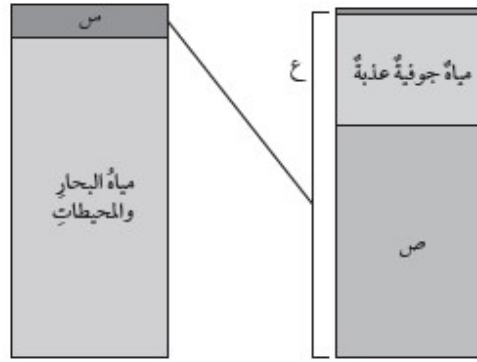 س
ع
مياهٌ جوفيةٌ عذبةٌ
مياهُ البحارِ
والمحيطاتِ
ص